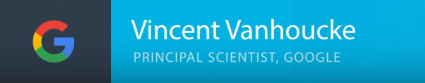 Vincent Vanhoucke
PRINCIPAL SCIENTIST, GOOGLE